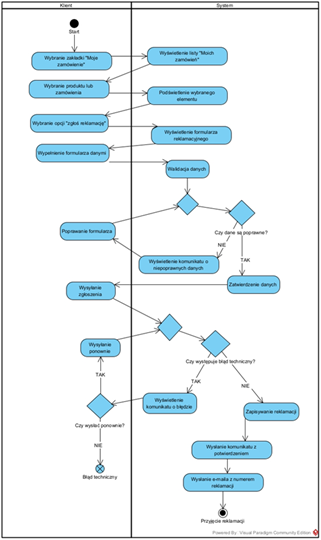 Klient
System
Start
Wybranie zakładki "Moje
zamówienia"
Wyświetlenie listy "Moich
zamówień"
Wybranie produktu lub
zamówienia
Podświetlenie wybranego
elementu
Wybranie opcji "zgłoś reklamację"
Wyświetlenie formularza
reklamacyjnego
Wypełnienie formularza danymi
Walidacja danych
Poprawanie formularza
Czy dane są poprawne?
NIE
TAK
Wyświetlenie komunikatu o
niepoprawnych danych
Zatwierdzenie danych
Wysyłanie
zgłoszenia
Wysyłanie
ponownie
Czy występuje błąd techniczny?
TAK
TAK
NIE
Wyświetlenie
komunikatu o błędzie
Zapisywanie reklamacji
Czy wysłać ponownie?
NIE
Wysłanie komunikatu z
potwierdzeniem
Błąd techniczny
Wysłanie e-maila z numerem
reklamacji
Przyjęcie reklamacji
Powered By Visual Paradigm Community Edition